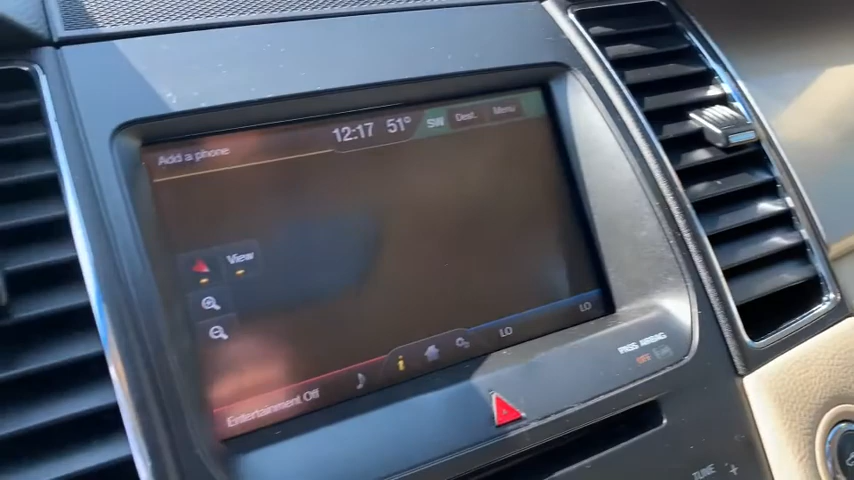 12:17 51° SW Dest. Menu
Add a phone
View
LO LO
Entertainment Off
PASS AIRBAG
OFF
TUNE +